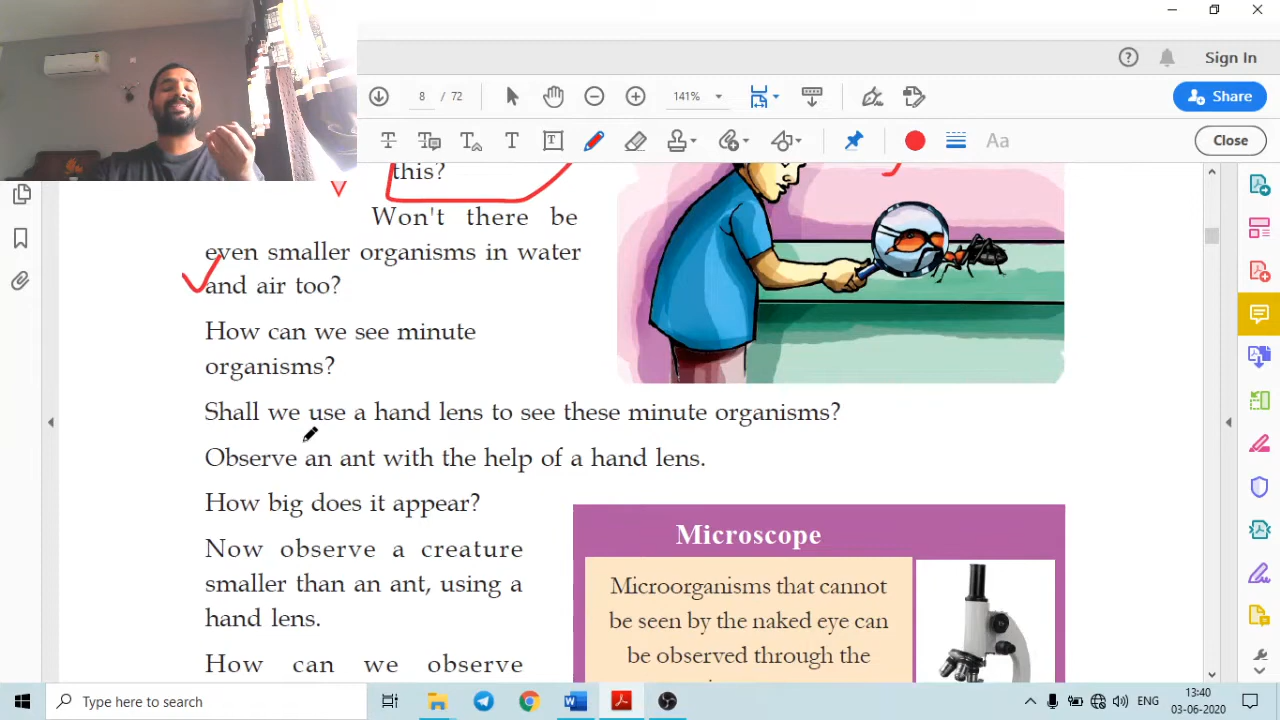 Sign In
8 / 72
141%
Share
Aa
Close
this?
Won't there be
even smaller organisms in water
and air too?
How can we see minute
organisms?
Shall we use a hand lens to see these minute organisms?
Observe an ant with the help of a hand lens.
How big does it appear?
Now observe a creature
smaller than an ant, using a
hand lens.
How can we observe
Microscope
Microorganisms that cannot
be seen by the naked eye can
be observed through the
Type here to search
ENG
13:40
03-06-2020